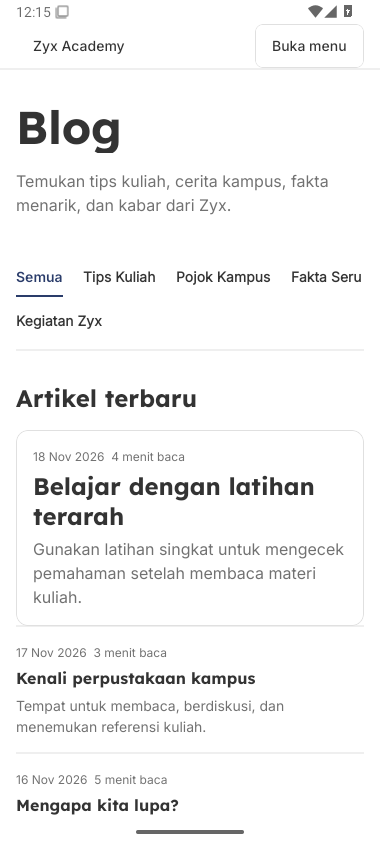 12:15
Zyx Academy
Buka menu
Blog
Temukan tips kuliah, cerita kampus, fakta
menarik, dan kabar dari Zyx.
Semua Tips Kuliah Pojok Kampus Fakta Seru
Kegiatan Zyx
Artikel terbaru
18 Nov 2026 4 menit baca
Belajar dengan latihan
terarah
Gunakan latihan singkat untuk mengecek
pemahaman setelah membaca materi
kuliah.
17 Nov 2026 3 menit baca
Kenali perpustakaan kampus
Tempat untuk membaca, berdiskusi, dan
menemukan referensi kuliah.
16 Nov 2026 5 menit baca
Mengapa kita lupa?